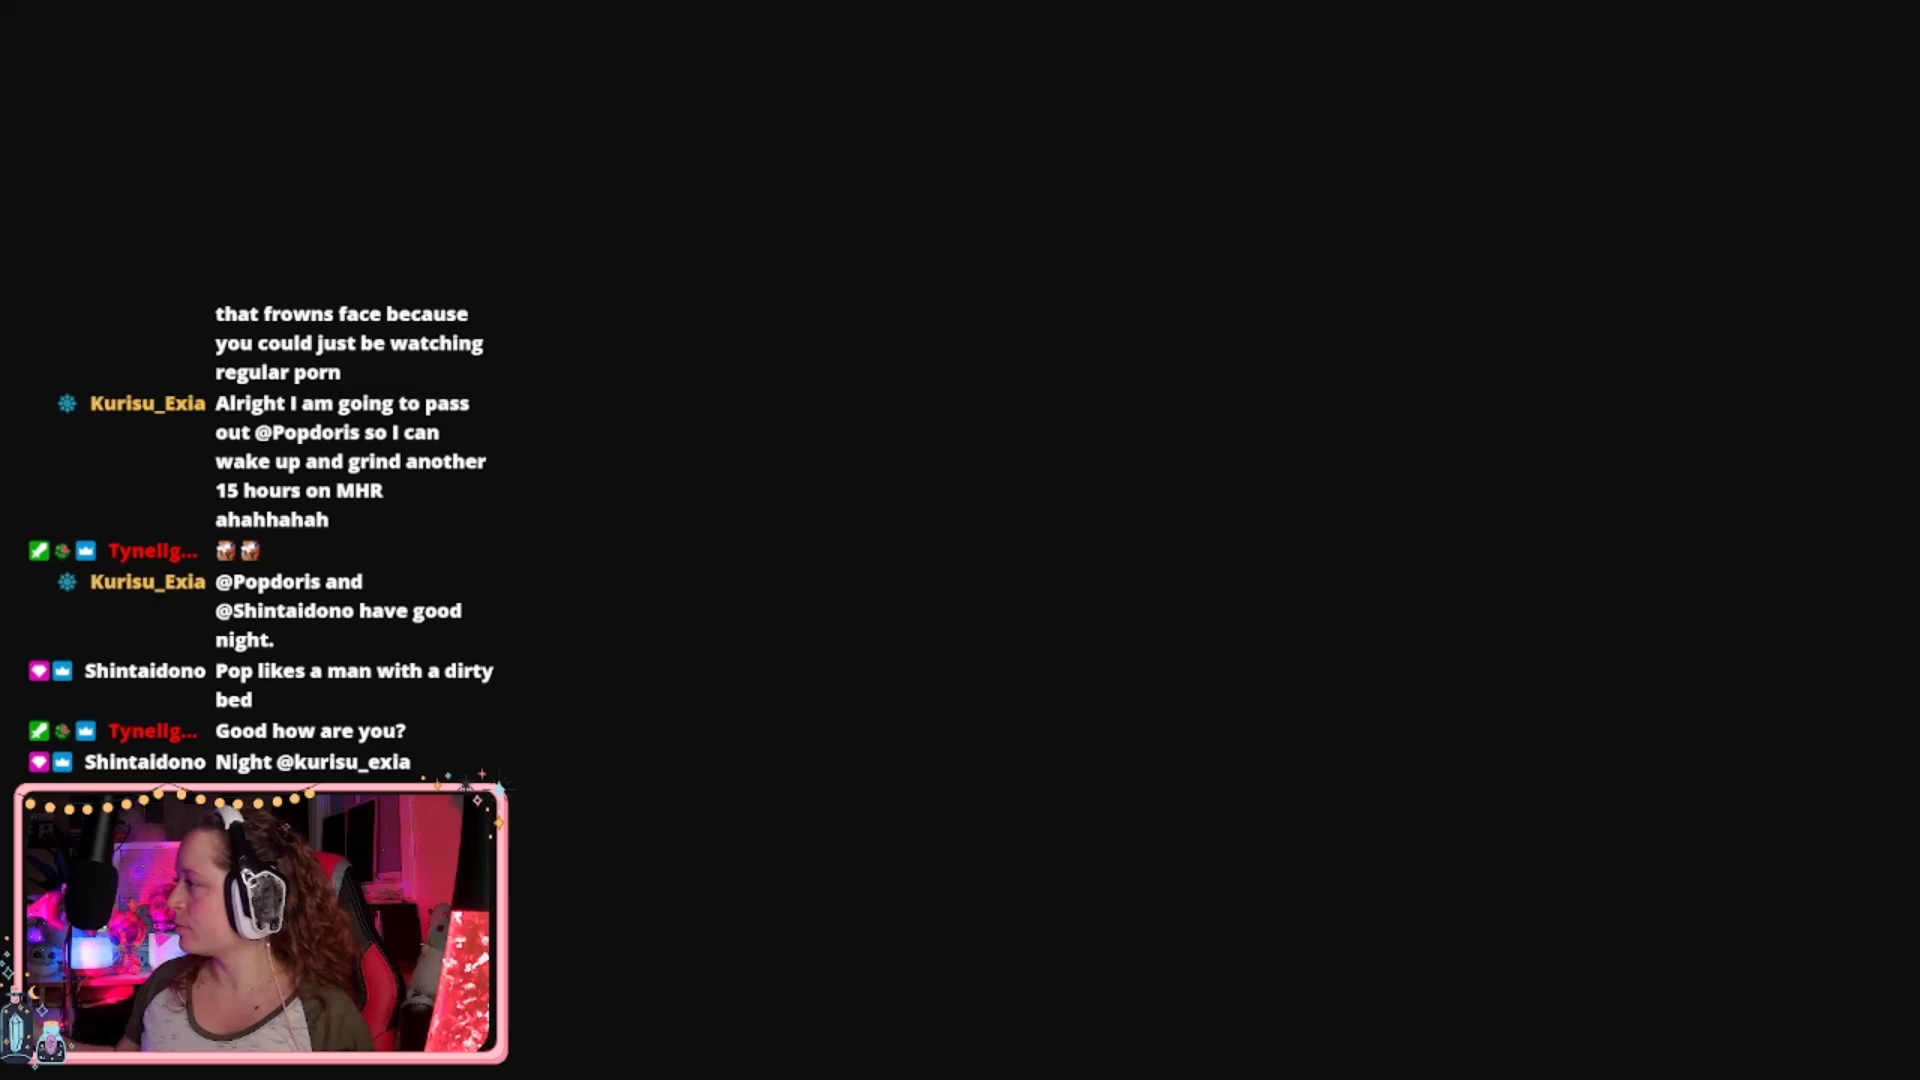 that frowns face because
you could just be watching
regular porn
Kurisu_Exia Alright I am going to pass
out @Popdoris so I can
wake up and grind another
15 hours on MHR
ahahhahah
Tynellg...
Kurisu_Exia @Popdoris and
@Shintaidono have good
night.
Shintaidono Pop likes a man with a dirty
bed
Tynellg... Good how are you?
Shintaidono Night @kurisu_exia